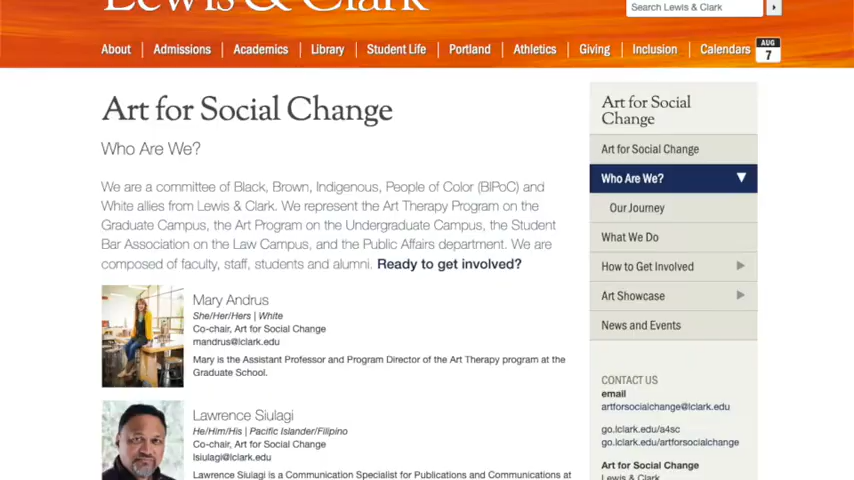 Lewis & Clark
Search Lewis & Clark
About
Admissions
Academics
Library
Student Life
Portland
Athletics
Giving
Inclusion
Calendars
AUG
7
Art for Social Change
Who Are We?
We are a committee of Black, Brown, Indigenous, People of Color (BIPoC) and
White allies from Lewis & Clark. We represent the Art Therapy Program on the
Graduate Campus, the Art Program on the Undergraduate Campus, the Student
Bar Association on the Law Campus, and the Public Affairs department. We are
composed of faculty, staff, students and alumni. Ready to get involved?
Mary Andrus
She/Her/Hers | White
Co-chair, Art for Social Change
mandrus@lclark.edu
Mary is the Assistant Professor and Program Director of the Art Therapy program at the
Graduate School.
Lawrence Siulagi
He/Him/His | Pacific Islander/Filipino
Co-chair, Art for Social Change
lsiulagi@lclark.edu
Lawrence Siulagi is a Communication Specialist for Publications and Communications at
Art for Social
Change
Art for Social Change
Who Are We?
Our Journey
What We Do
How to Get Involved
Art Showcase
News and Events
CONTACT US
email
artforsocialchange@lclark.edu
go.lclark.edu/a4sc
go.lclark.edu/artforsocialchange
Art for Social Change
Lewis & Clark